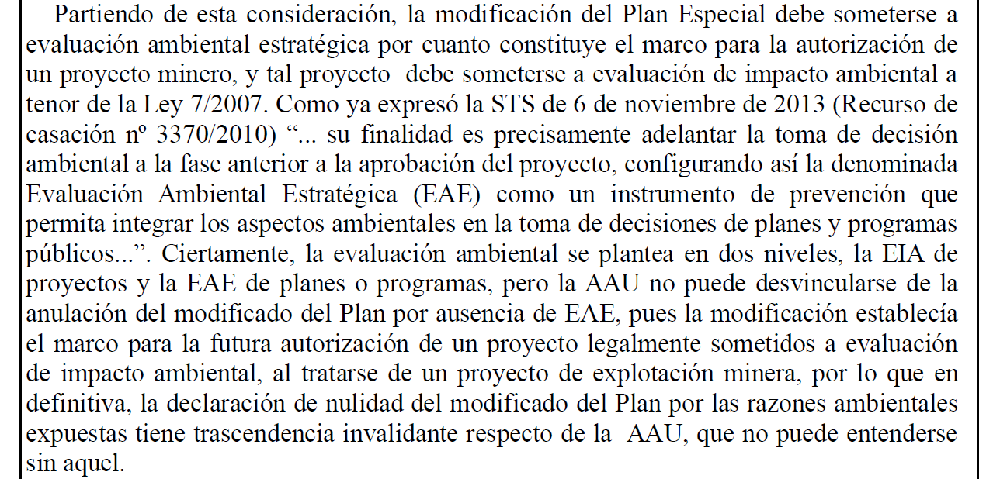 Partiendo de esta consideración, la modificación del Plan Especial debe someterse a
evaluación ambiental estratégica por cuanto constituye el marco para la autorización de
un proyecto minero, y tal proyecto  debe someterse a evaluación de impacto ambiental a
tenor de la Ley 7/2007. Como ya expresó la STS de 6 de noviembre de 2013 (Recurso de
casación nº 3370/2010) “... su finalidad es precisamente adelantar la toma de decisión
ambiental a la fase anterior a la aprobación del proyecto, configurando así la denominada
Evaluación Ambiental Estratégica (EAE) como un instrumento de prevención que
permita integrar los aspectos ambientales en la toma de decisiones de planes y programas
públicos...”. Ciertamente, la evaluación ambiental se plantea en dos niveles, la EIA de
proyectos y la EAE de planes o programas, pero la AAU no puede desvincularse de la
anulación del modificado del Plan por ausencia de EAE, pues la modificación establecía
el marco para la futura autorización de un proyecto legalmente sometidos a evaluación
de impacto ambiental, al tratarse de un proyecto de explotación minera, por lo que en
definitiva, la declaración de nulidad del modificado del Plan por las razones ambientales
expuestas tiene trascendencia invalidante respecto de la  AAU, que no puede entenderse
sin aquel.